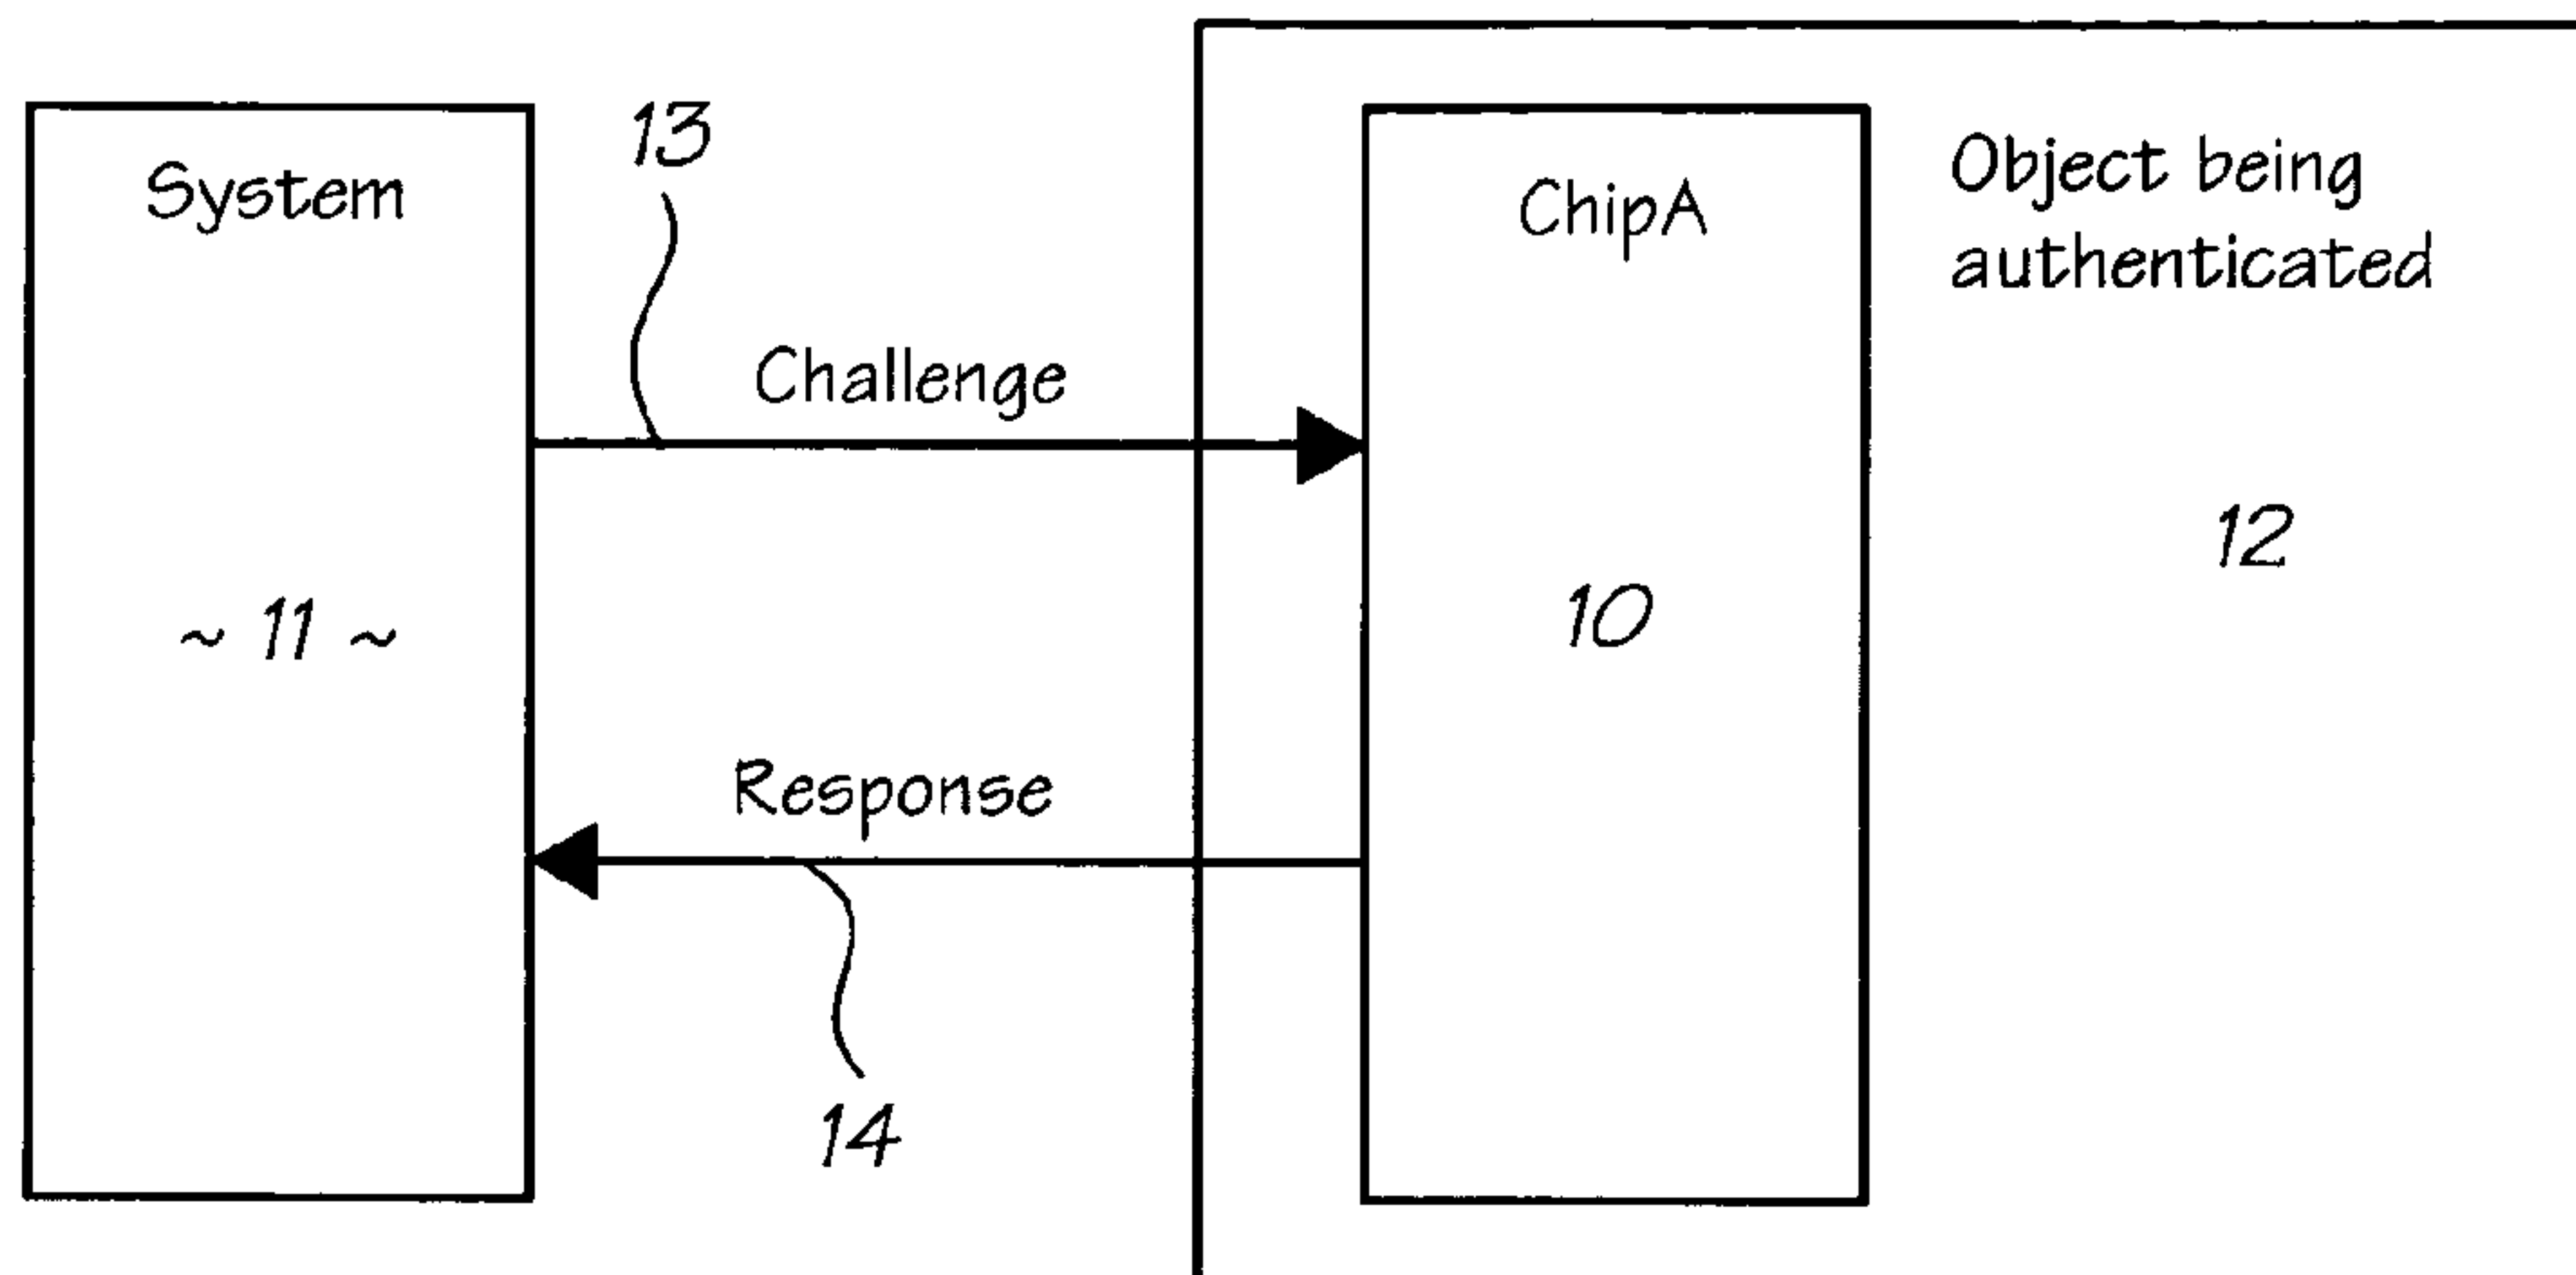 System
~ 11 ~
13
Challenge
Response
14
ChipA
10
Object being
authenticated
12